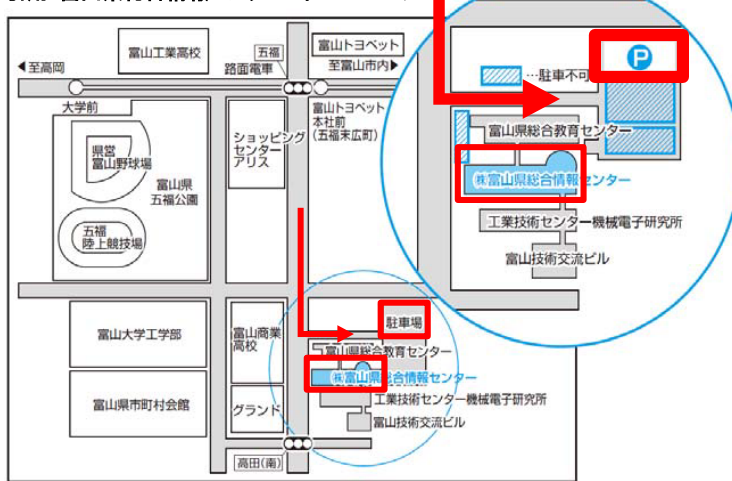 富山工業高校
五福
富山トヨペット
◀至高岡
路面電車
至富山市内▶
大学前
富山トヨペット
本社前
(五福末広町)
県営
富山野球場
富山県
五福公園
ショッピング
センター
アリス
五福
陸上競技場
P
…駐車不可
富山県総合教育センター
㈱富山県総合情報センター
工業技術センター機械電子研究所
富山技術交流ビル
富山大学工学部
富山商業
高校
駐車場
富山県総合教育センター
㈱富山県総合情報センター
富山県市町村会館
グランド
工業技術センター機械電子研究所
富山技術交流ビル
高田(南)